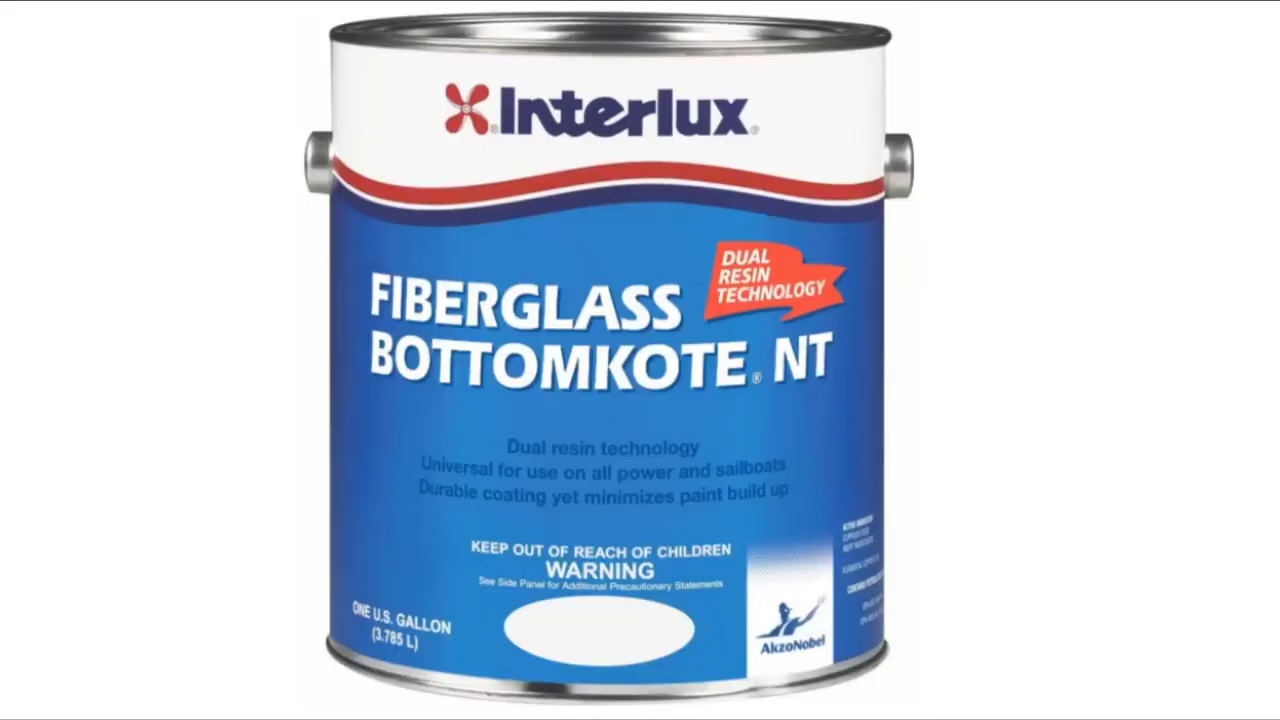 Interlux®
DUAL
RESIN
TECHNOLOGY
FIBERGLASS
BOTTOMKOTE® NT
Dual resin technology
Universal for use on all power and sailboats
Durable coating yet minimizes paint build up
KEEP OUT OF REACH OF CHILDREN
WARNING
See Side Panel for Additional Precautionary Statements
ONE U.S. GALLON
(3.785 L)
AkzoNobel